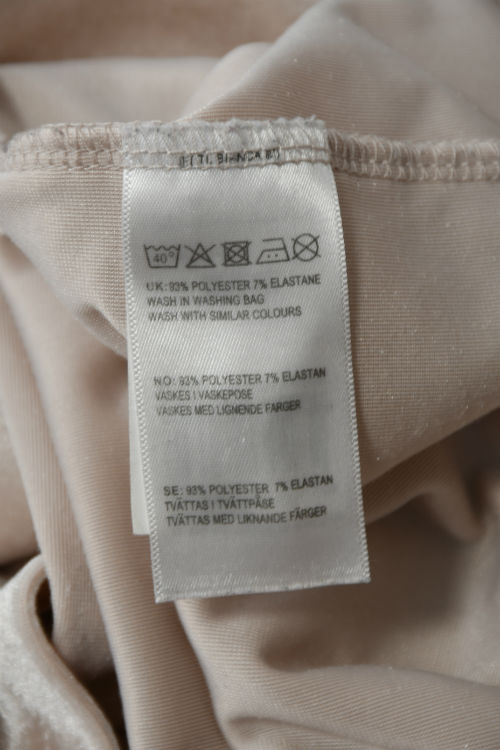 40°
UK: 93% POLYESTER 7% ELASTANE
WASH IN WASHING BAG
WASH WITH SIMILAR COLOURS
NO: 93% POLYESTER 7% ELASTAN
VASKES I VASKEPOSE
VASKES MED LIGNENDE FARGER
SE: 93% POLYESTER 7% ELASTAN
TVÄTTAS I TVÄTTPÅSE
TVÄTTAS MED LIKNANDE FÄRGER